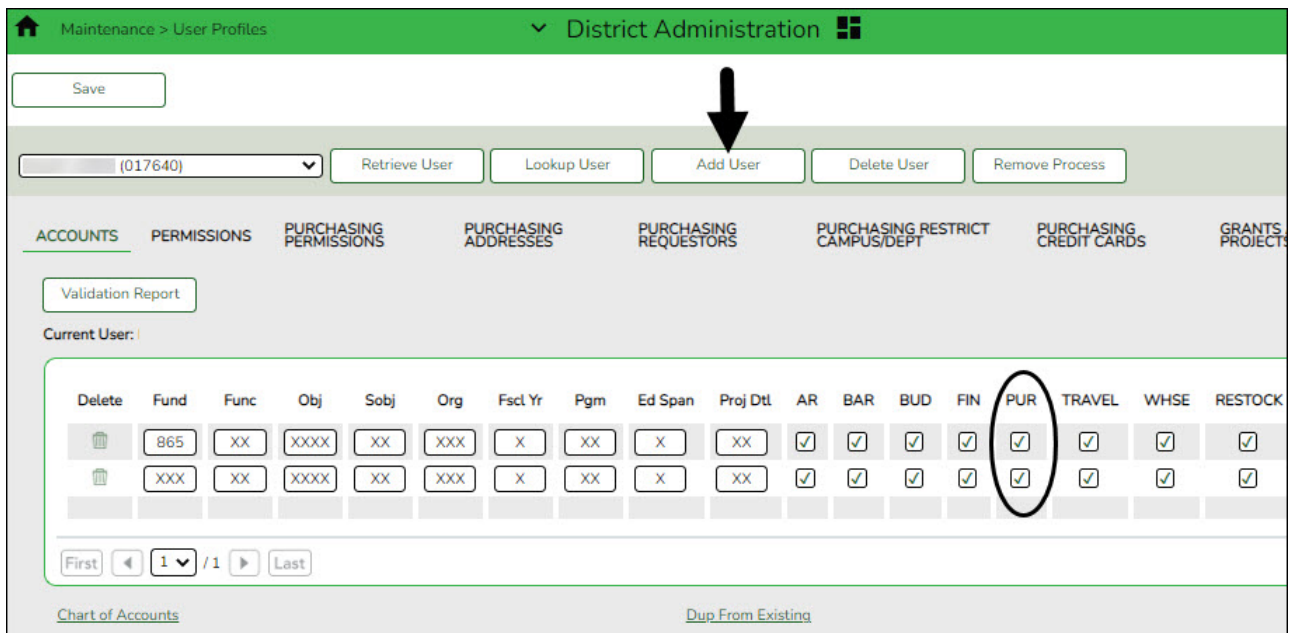 Maintenance > User Profiles District Administration
Save
(017640) Retrieve User Lookup User Add User Delete User Remove Process
ACCOUNTS PERMISSIONS PURCHASING PERMISSIONS PURCHASING ADDRESSES PURCHASING REQUESTORS PURCHASING RESTRICT CAMPUS/DEPT PURCHASING CREDIT CARDS GRANTS PROJECTS
Validation Report
Current User:
Delete Fund Func Obj Sobj Org Fscl Yr Pgm Ed Span Proj Dtl AR BAR BUD FIN PUR TRAVEL WHSE RESTOCK
865 XX XXXX XX XXX X XX X XX
XXX XX XXXX XX XXX X XX X XX
First 1 / 1 Last
Chart of Accounts Dup From Existing